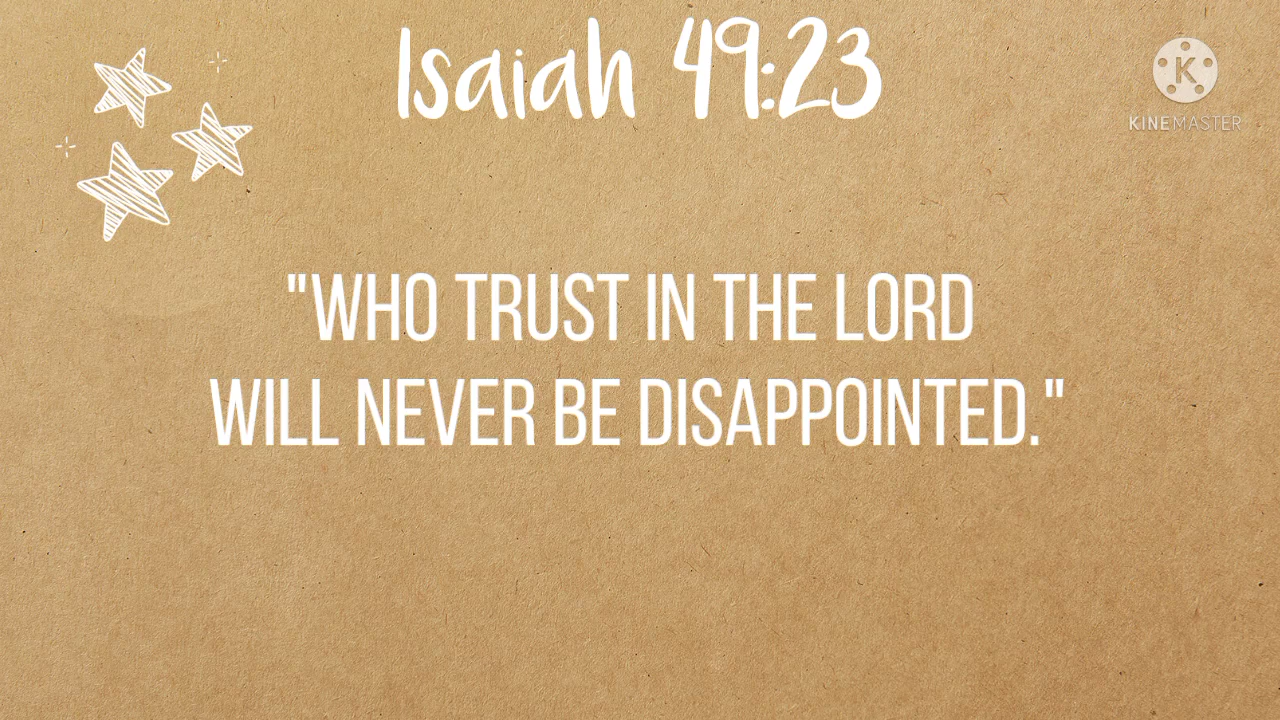 Isaiah 49:23
KINEMASTER
"WHO TRUST IN THE LORD
WILL NEVER BE DISAPPOINTED."